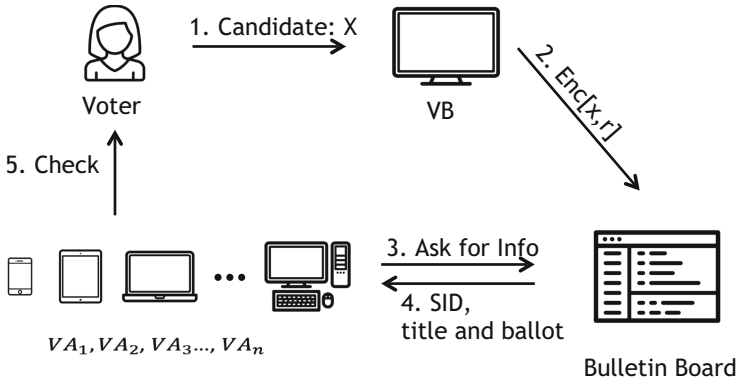 1. Candidate: X
Voter
VB
2. Enc[x,r]
5. Check
3. Ask for Info
4. SID,
title and ballot
VA₁, VA₂, VA₃..., VAₙ
Bulletin Board